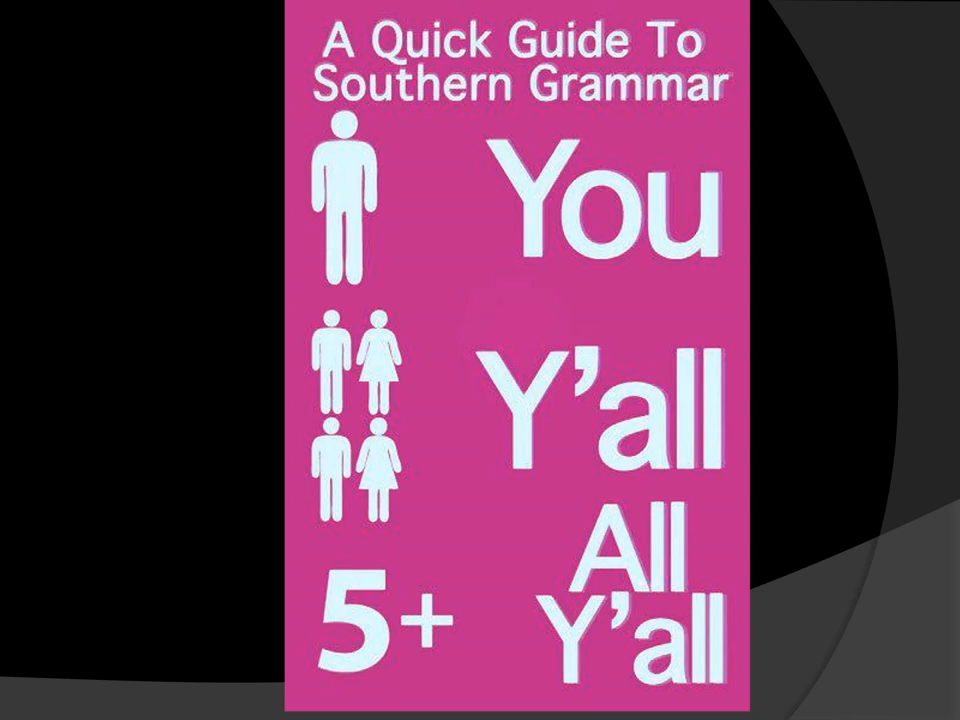 A Quick Guide To
Southern Grammar
You
Y’all
All
5+ Y’all